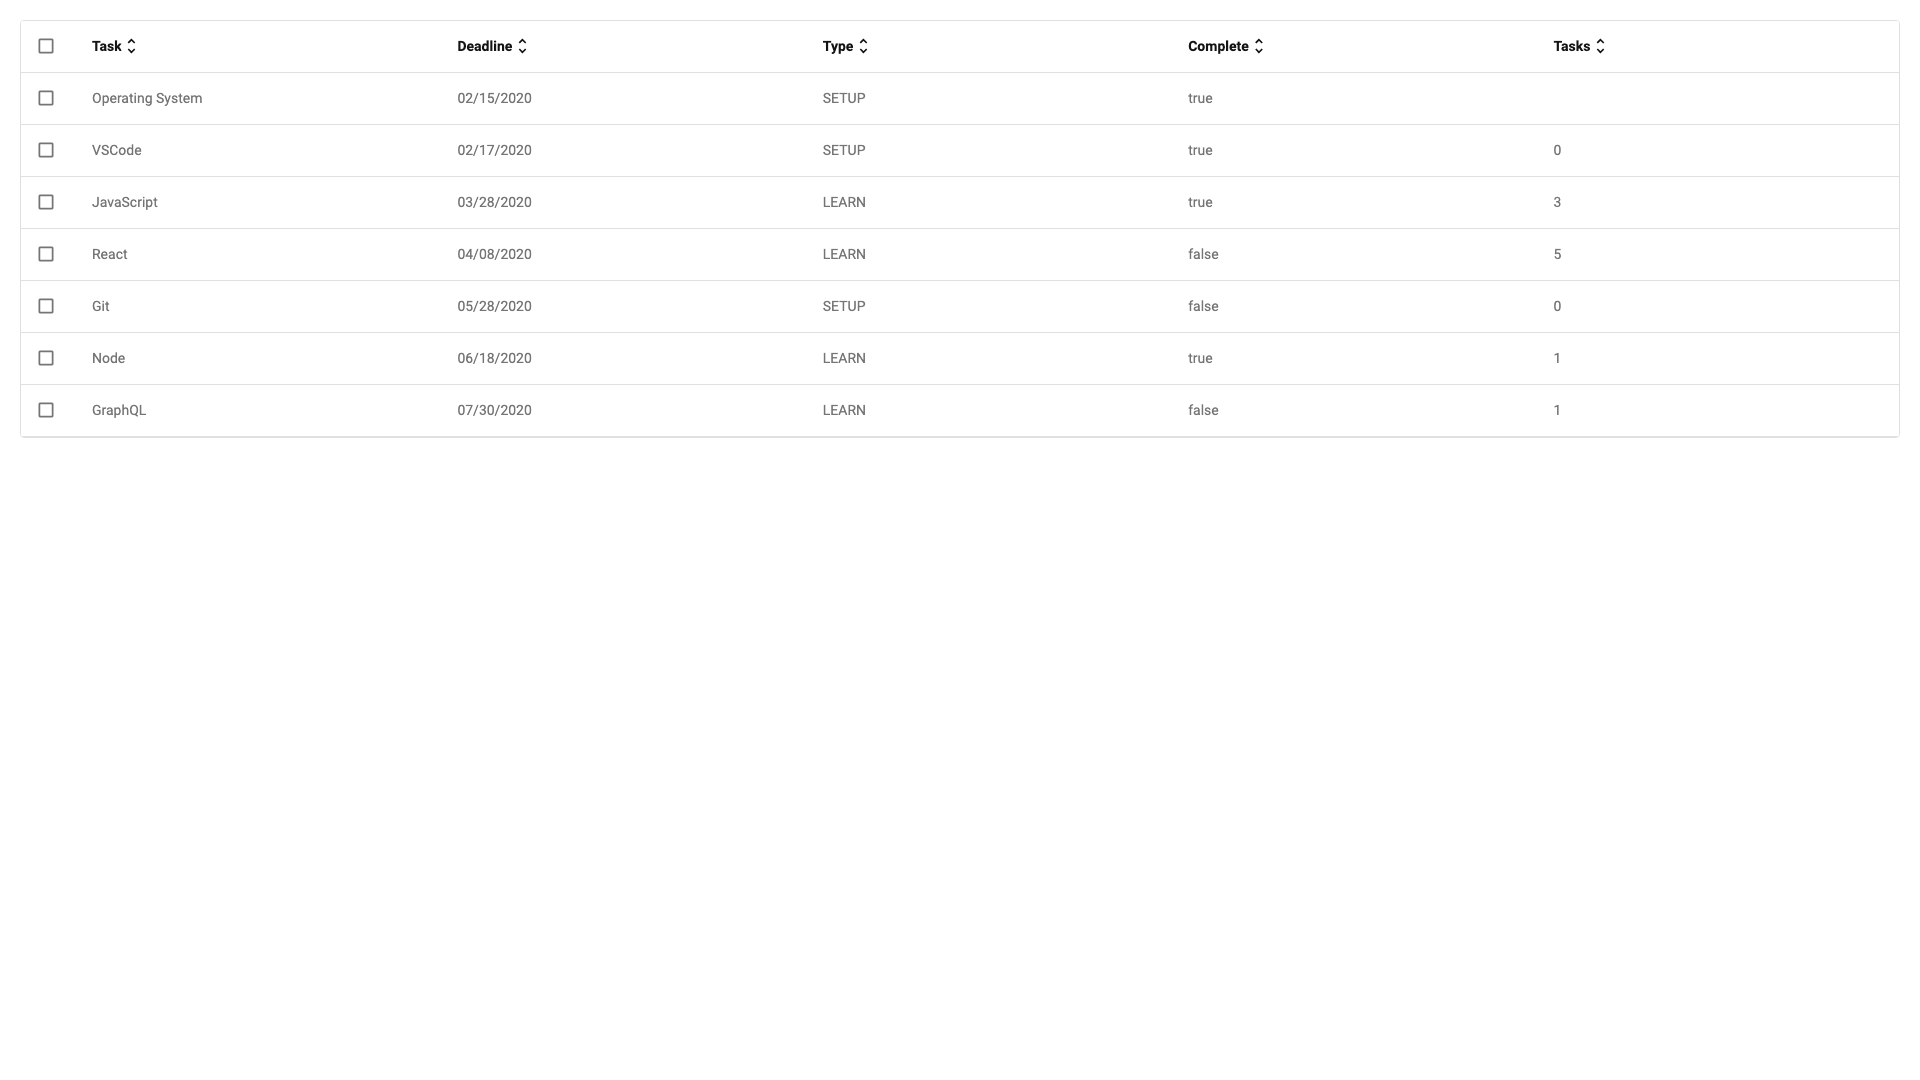 Task Deadline Type Complete Tasks
Operating System 02/15/2020 SETUP true
VSCode 02/17/2020 SETUP true 0
JavaScript 03/28/2020 LEARN true 3
React 04/08/2020 LEARN false 5
Git 05/28/2020 SETUP false 0
Node 06/18/2020 LEARN true 1
GraphQL 07/30/2020 LEARN false 1